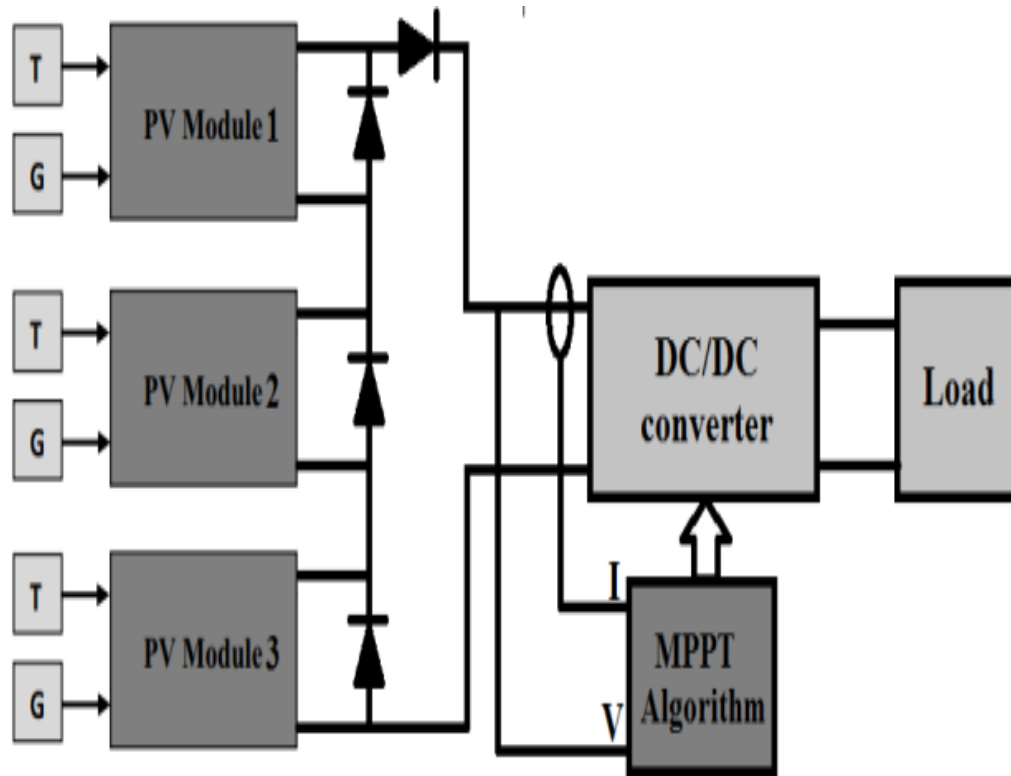 T
PV Module 1
G
T
PV Module 2
G
T
PV Module 3
G
DC/DC
converter
Load
I
V
MPPT
Algorithm